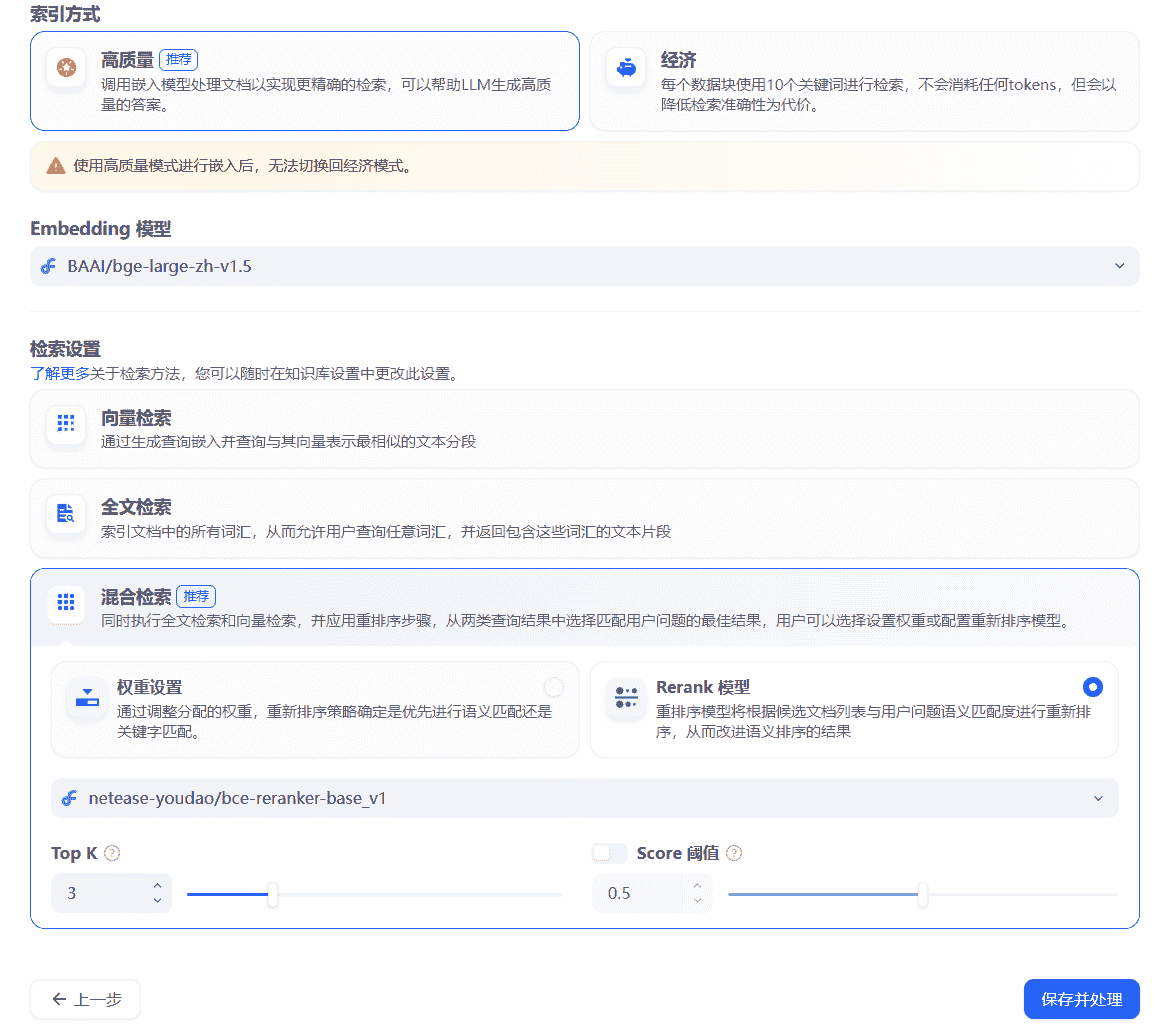 索引方式
高质量 推荐
调用嵌入模型处理文档以实现更精确的检索，可以帮助LLM生成高质
量的答案。
经济
每个数据块使用10个关键词进行检索，不会消耗任何tokens，但会以
降低检索准确性为代价。
使用高质量模式进行嵌入后，无法切换回经济模式。
Embedding 模型
BAAI/bge-large-zh-v1.5
检索设置
了解更多关于检索方法，您可以随时在知识库设置中更改此设置。
向量检索
通过生成查询嵌入并查询与其向量表示最相似的文本分段
全文检索
索引文档中的所有词汇，从而允许用户查询任意词汇，并返回包含这些词汇的文本片段
混合检索 推荐
同时执行全文检索和向量检索，并应用重排序步骤，从两类查询结果中选择匹配用户问题的最佳结果，用户可以选择设置权重或配置重新排序模型。
权重设置
通过调整分配的权重，重新排序策略确定是优先进行语义匹配还是
关键字匹配。
Rerank 模型
重排序模型将根据候选文档列表与用户问题语义匹配度进行重新排
序，从而改进语义排序的结果
netease-youdao/bce-reranker-base_v1
Top K
3
Score 阈值
0.5
← 上一步
保存并处理